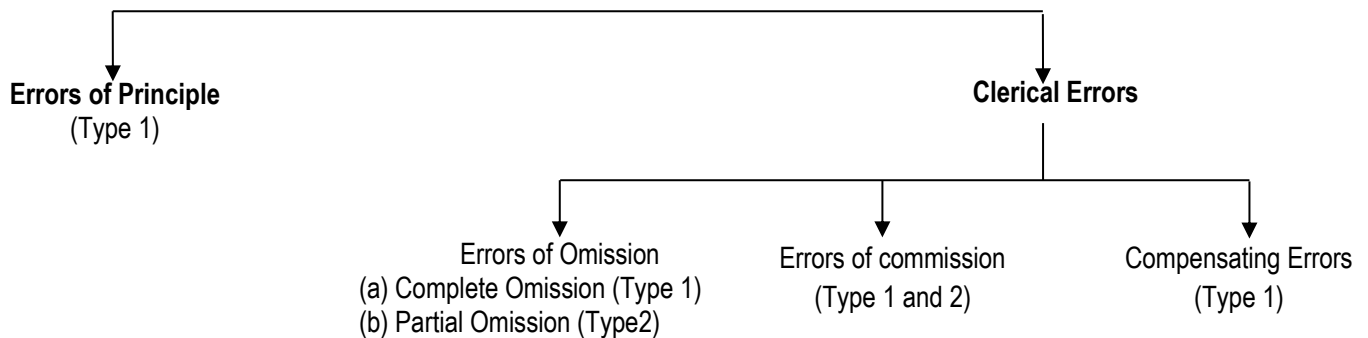 Errors of Principle
(Type 1)
Clerical Errors
Errors of Omission
(a) Complete Omission (Type 1)
(b) Partial Omission (Type2)
Errors of commission
(Type 1 and 2)
Compensating Errors
(Type 1)